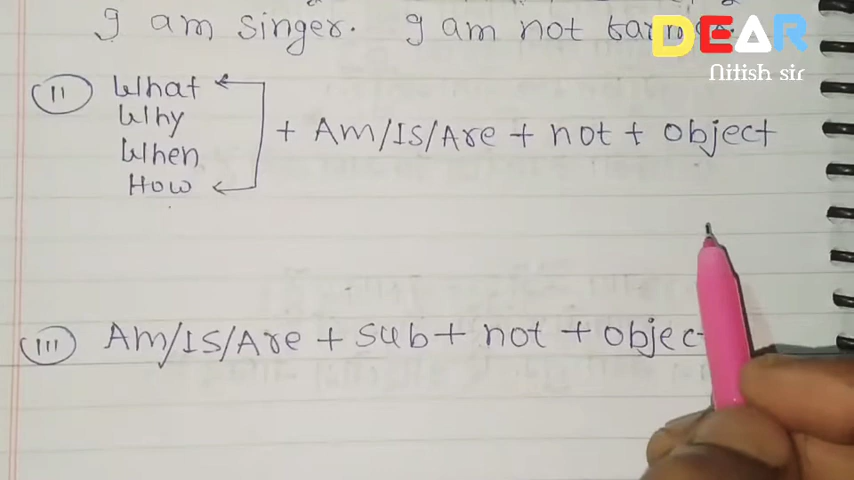 I am singer. I am not
DEAR
Nitish sir
(II) What
Why
When
How
+ Am/Is/Are + not + object
(III) Am/Is/Are + sub + not + objec